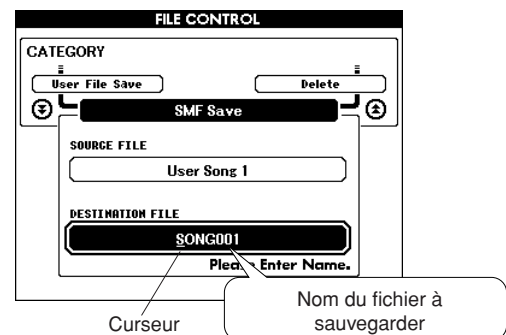 FILE CONTROL
CATEGORY
User File Save
Delete
SMF Save
SOURCE FILE
User Song 1
DESTINATION FILE
SONG001
Please Enter Name.
Curseur
Nom du fichier à
sauvegarder